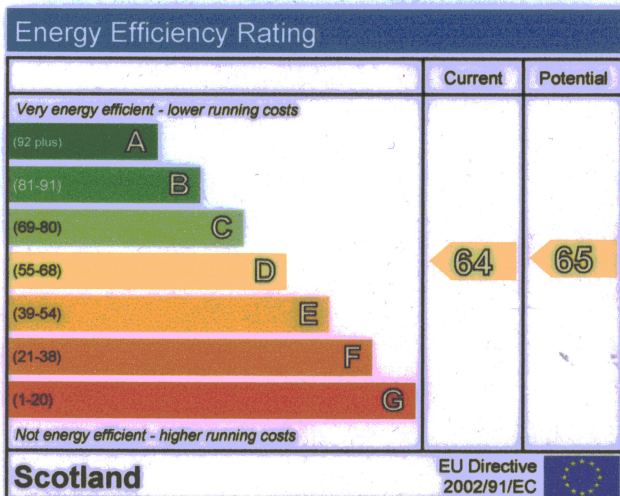 Energy Efficiency Rating
Current Potential
Very energy efficient - lower running costs
(92 plus) A
(81-91) B
(69-80) C
(55-68) D
64 65
(39-54) E
(21-38) F
(1-20) G
Not energy efficient - higher running costs
Scotland
EU Directive
2002/91/EC